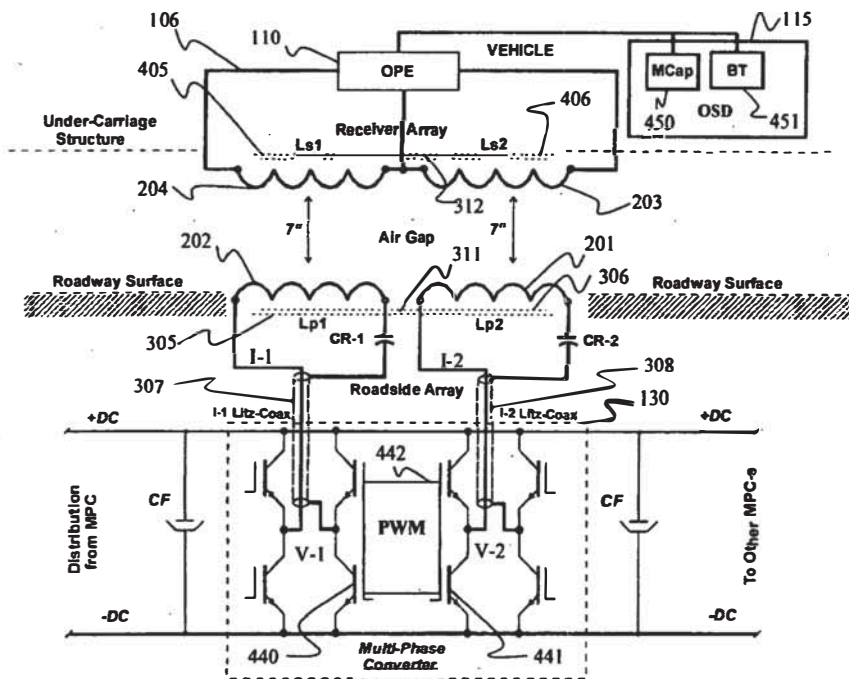 106
110
VEHICLE
115
405
OPE
MCap
BT
406
450
OSD
451
Under-Carriage
Structure
Receiver Array
Ls1
Ls2
204
312
203
7"
7"
Air Gap
202
311
201
306
Roadway Surface
Roadway Surface
305
Lp1
CR-1
Lp2
CR-2
I-1
I-2
307
308
Roadside Array
130
+DC
I-1 Litz-Coax
I-2 Litz-Coax
+DC
442
CF
CF
Distribution
from MPC
PWM
To Other MPC-s
V-1
V-2
-DC
-DC
440
Multi-Phase
Converter
441